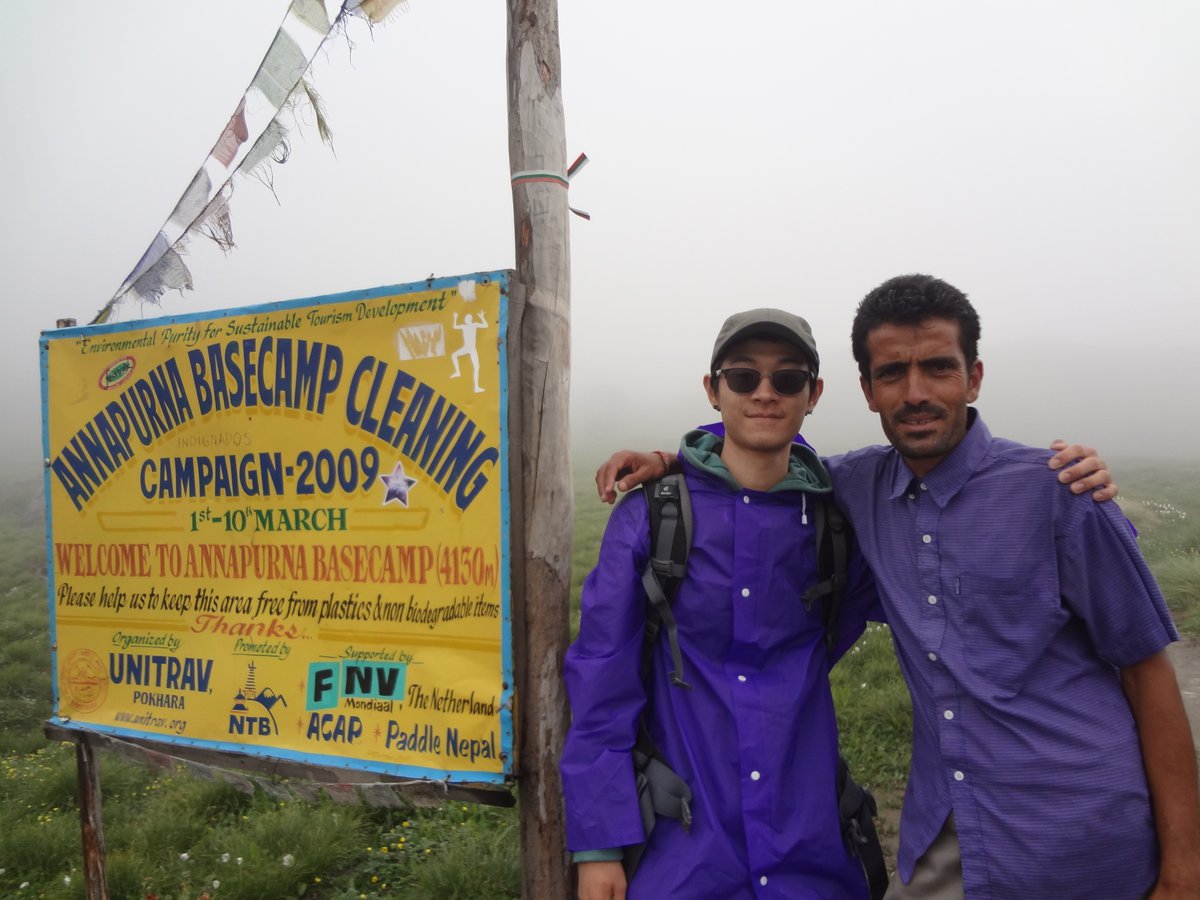 "Environmental Purity for Sustainable Tourism Development"
ANNAPURNA BASECAMP CLEANING
INDIGNADOS
CAMPAIGN-2009
1st-10th MARCH
WELCOME TO ANNAPURNA BASECAMP (4130m)
Please help us to keep this area free from plastics & non biodegradable items
Thanks...
Organized by
UNITRAV,
POKHARA
www.unitrav.org
Promoted by
NTB
Supported by
FNV
Mondiaal,
The Netherland
ACAP
Paddle Nepal